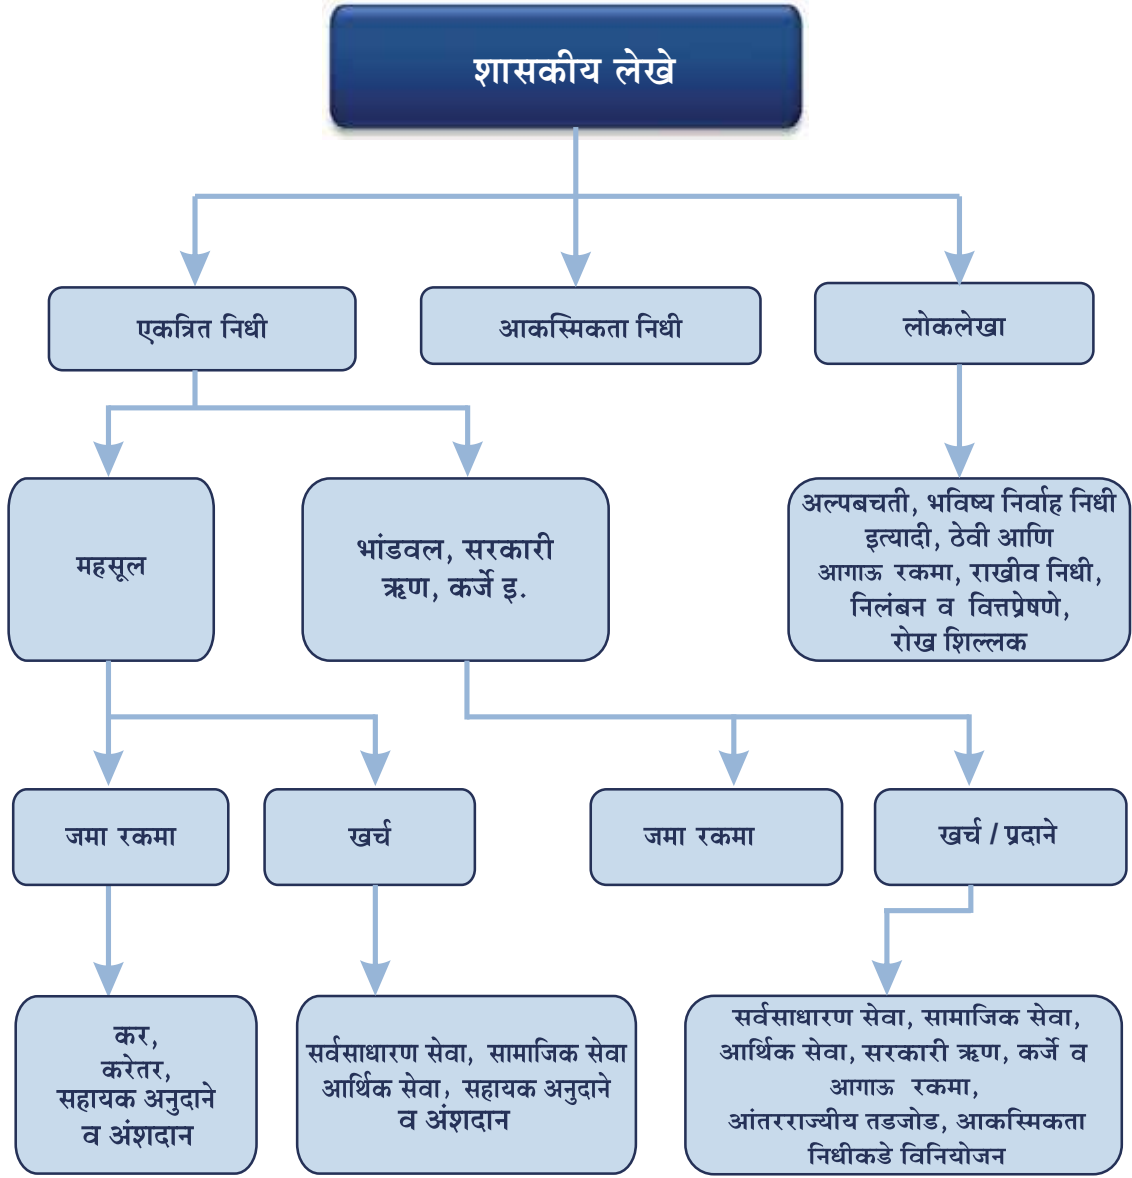 शासकीय लेखे
एकत्रित निधी
आकस्मिकता निधी
लोकलेखा
महसूल
भांडवल, सरकारी
ऋण, कर्जे इ.
अल्पबचती, भविष्य निर्वाह निधी
इत्यादी, ठेवी आणि
आगाऊ रकमा, राखीव निधी,
निलंबन व वित्तप्रेषणे,
रोख शिल्लक
जमा रकमा
खर्च
जमा रकमा
खर्च / प्रदाने
कर,
करेतर,
सहायक अनुदाने
व अंशदान
सर्वसाधारण सेवा, सामाजिक सेवा
आर्थिक सेवा, सहायक अनुदाने
व अंशदान
सर्वसाधारण सेवा, सामाजिक सेवा,
आर्थिक सेवा, सरकारी ऋण, कर्जे व
आगाऊ रकमा,
आंतरराज्यीय तडजोड, आकस्मिकता
निधीकडे विनियोजन